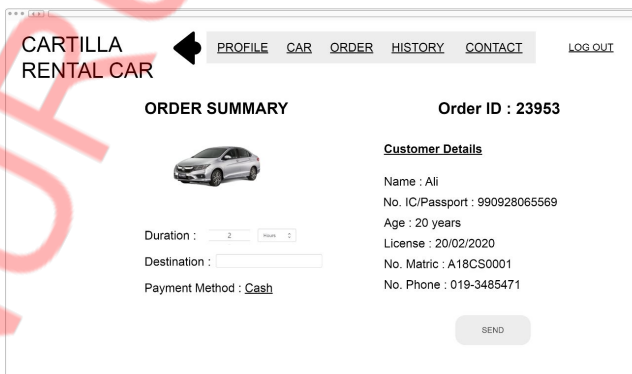 CARTILLA
RENTAL CAR
PROFILE CAR ORDER HISTORY CONTACT LOG OUT
ORDER SUMMARY
Order ID : 23953
Customer Details
Name : Ali
No. IC/Passport : 990928065569
Age : 20 years
License : 20/02/2020
No. Matric : A18CS0001
No. Phone : 019-3485471
Duration : 2 Hours
Destination :
Payment Method : Cash
SEND